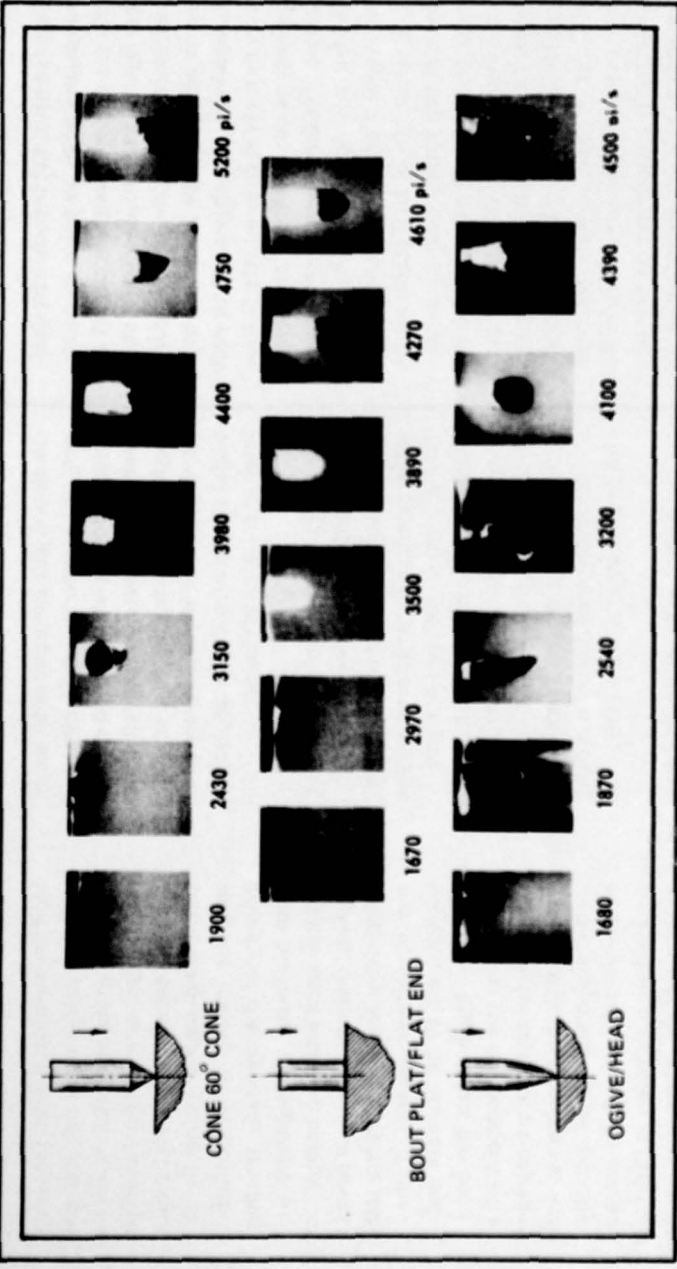 CÔNE 60° CONE
1900 2430 3150 3980 4400 4750 5200 pi/s
BOUT PLAT/FLAT END
1670 2970 3500 3890 4270 4610 pi/s
OGIVE/HEAD
1680 1870 2540 3200 4100 4390 4500 pi/s